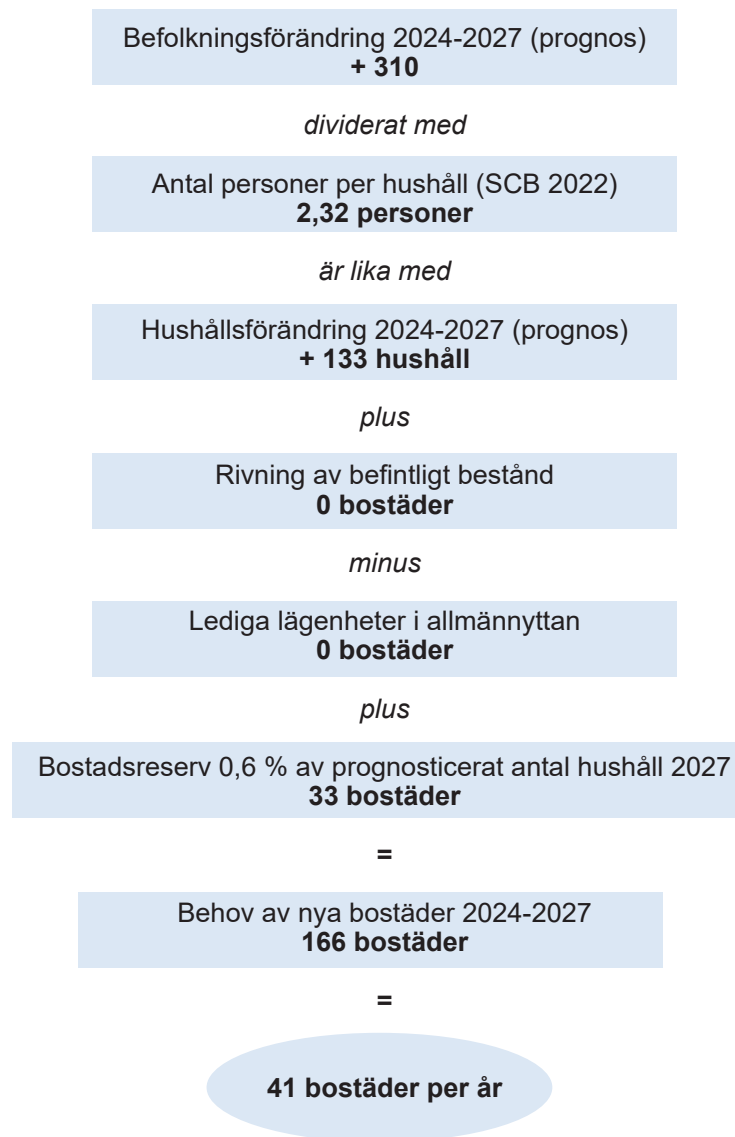 Befolkningsförändring 2024-2027 (prognos)
+ 310
dividerat med
Antal personer per hushåll (SCB 2022)
2,32 personer
är lika med
Hushållsförändring 2024-2027 (prognos)
+ 133 hushåll
plus
Rivning av befintligt bestånd
0 bostäder
minus
Lediga lägenheter i allmännyttan
0 bostäder
plus
Bostadsreserv 0,6 % av prognosticerat antal hushåll 2027
33 bostäder
=
Behov av nya bostäder 2024-2027
166 bostäder
=
41 bostäder per år